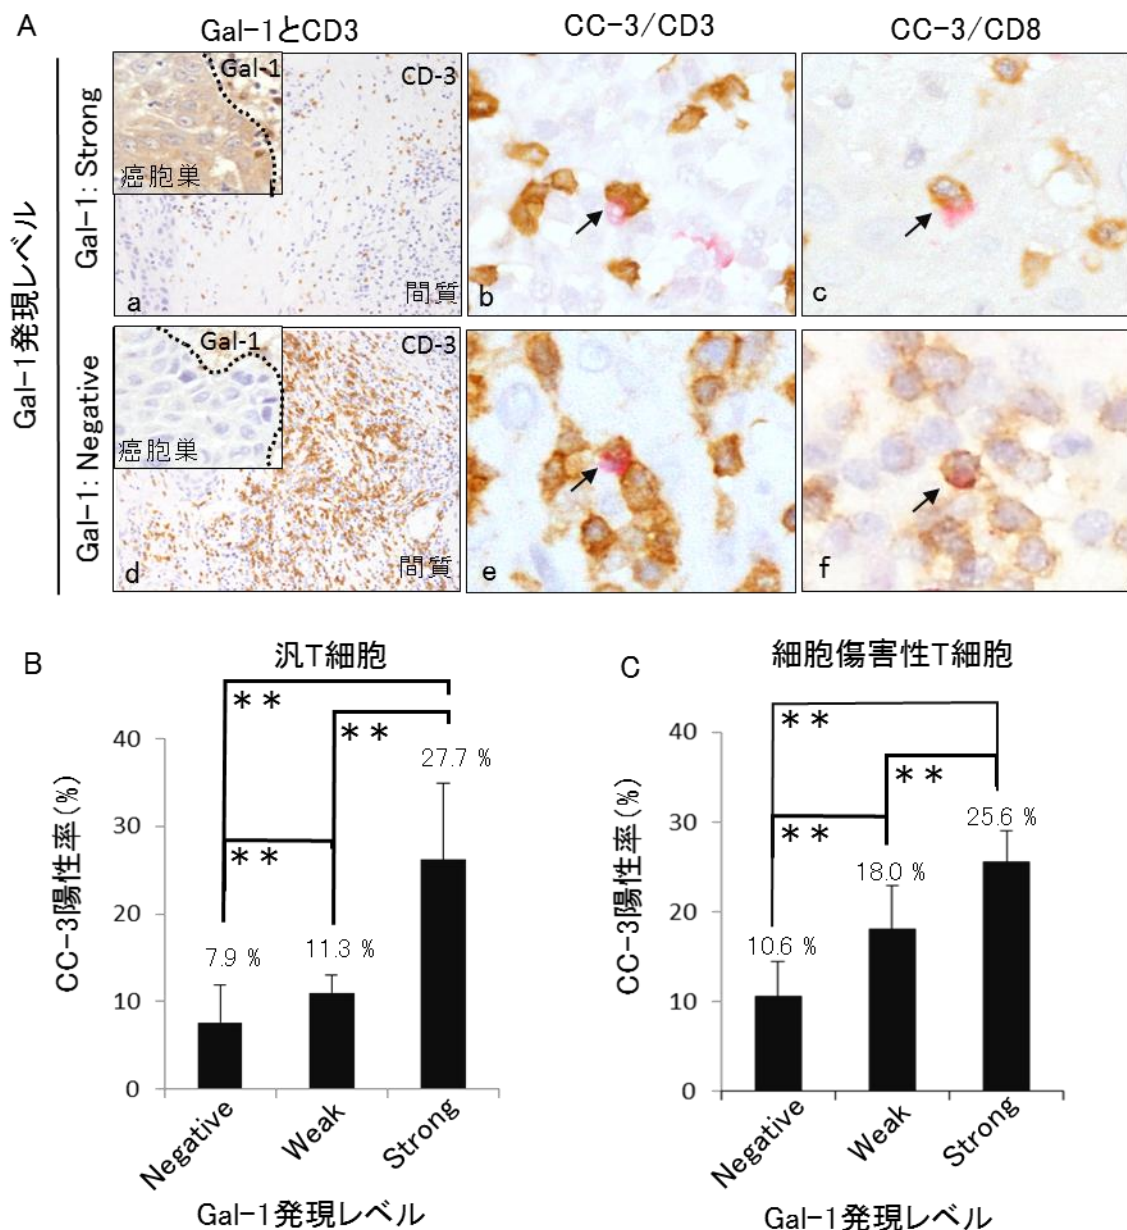 A
Gal-1とCD3
CC-3/CD3
CC-3/CD8
Gal-1発現レベル
Gal-1: Strong
Gal-1
CD-3
癌胞巣
間質
a
b
c
Gal-1: Negative
Gal-1
CD-3
癌胞巣
間質
d
e
f
B
汎T細胞
**
**
**
CC-3陽性率(%)
40
30
20
10
0
7.9 %
11.3 %
27.7 %
Negative
Weak
Strong
Gal-1発現レベル
C
細胞傷害性T細胞
**
**
**
CC-3陽性率(%)
40
30
20
10
0
10.6 %
18.0 %
25.6 %
Negative
Weak
Strong
Gal-1発現レベル